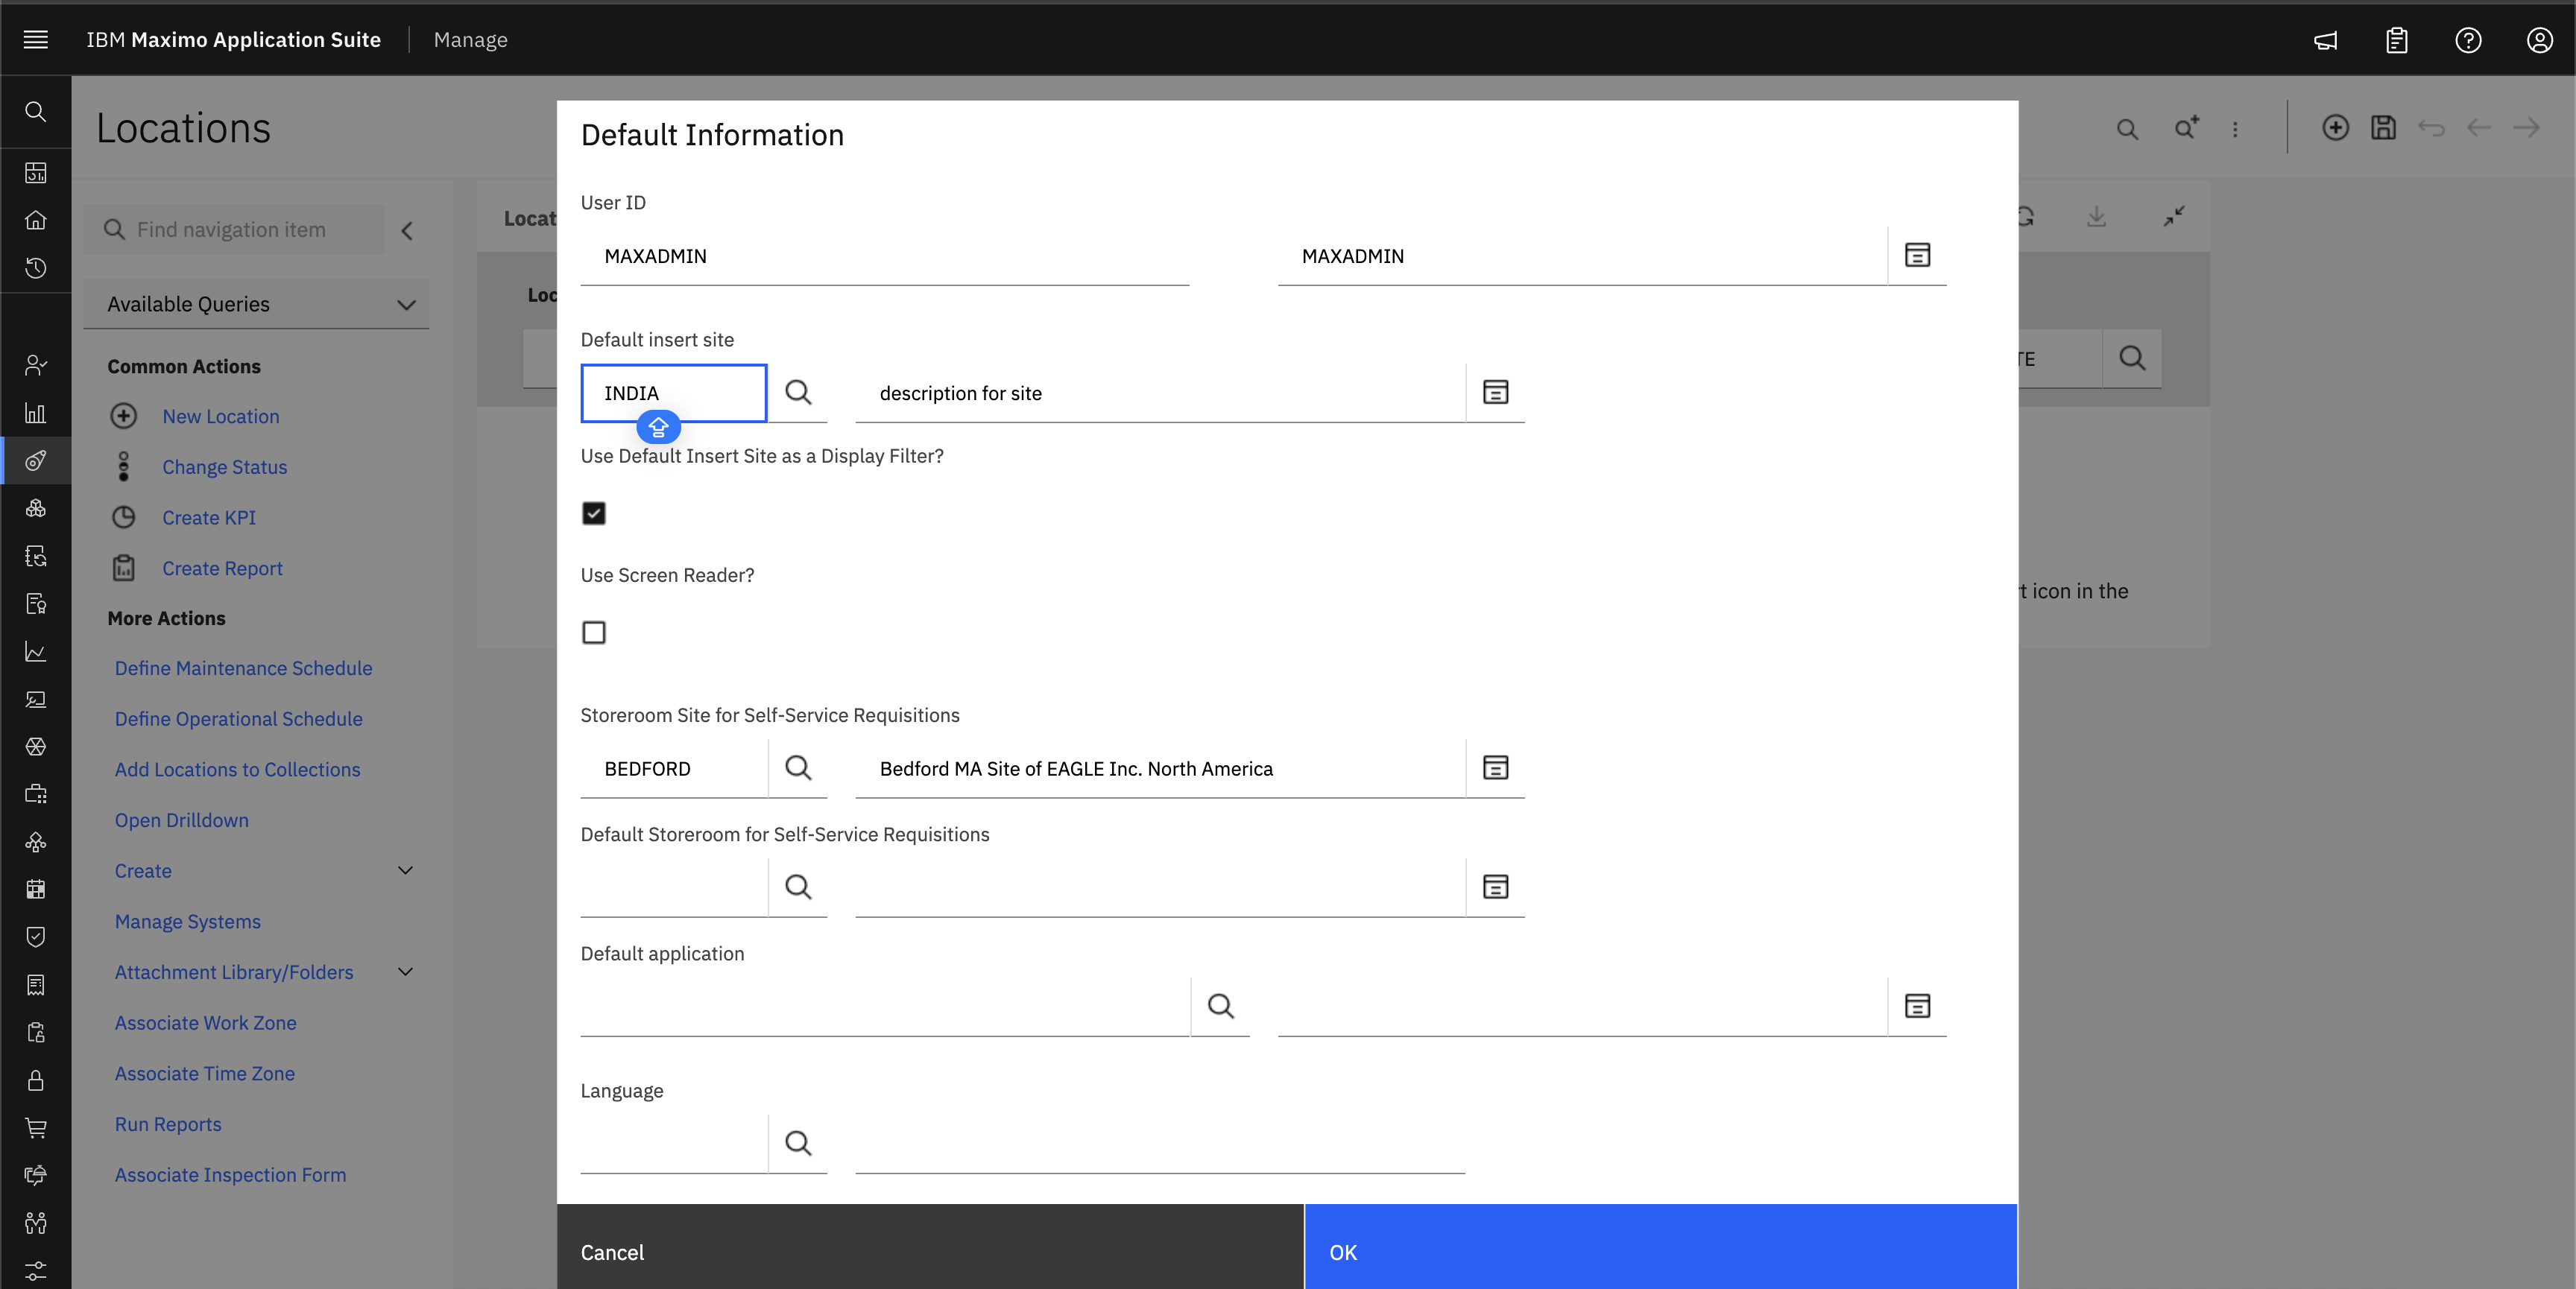 IBM Maximo Application Suite
Manage
Locations
Find navigation item
Available Queries
Common Actions
New Location
Change Status
Create KPI
Create Report
More Actions
Define Maintenance Schedule
Define Operational Schedule
Add Locations to Collections
Open Drilldown
Create
Manage Systems
Attachment Library/Folders
Associate Work Zone
Associate Time Zone
Run Reports
Associate Inspection Form
Default Information
User ID
MAXADMIN MAXADMIN
Default insert site
INDIA description for site
Use Default Insert Site as a Display Filter?
Use Screen Reader?
Storeroom Site for Self-Service Requisitions
BEDFORD Bedford MA Site of EAGLE Inc. North America
Default Storeroom for Self-Service Requisitions
Default application
Language
Cancel
OK
icon in the